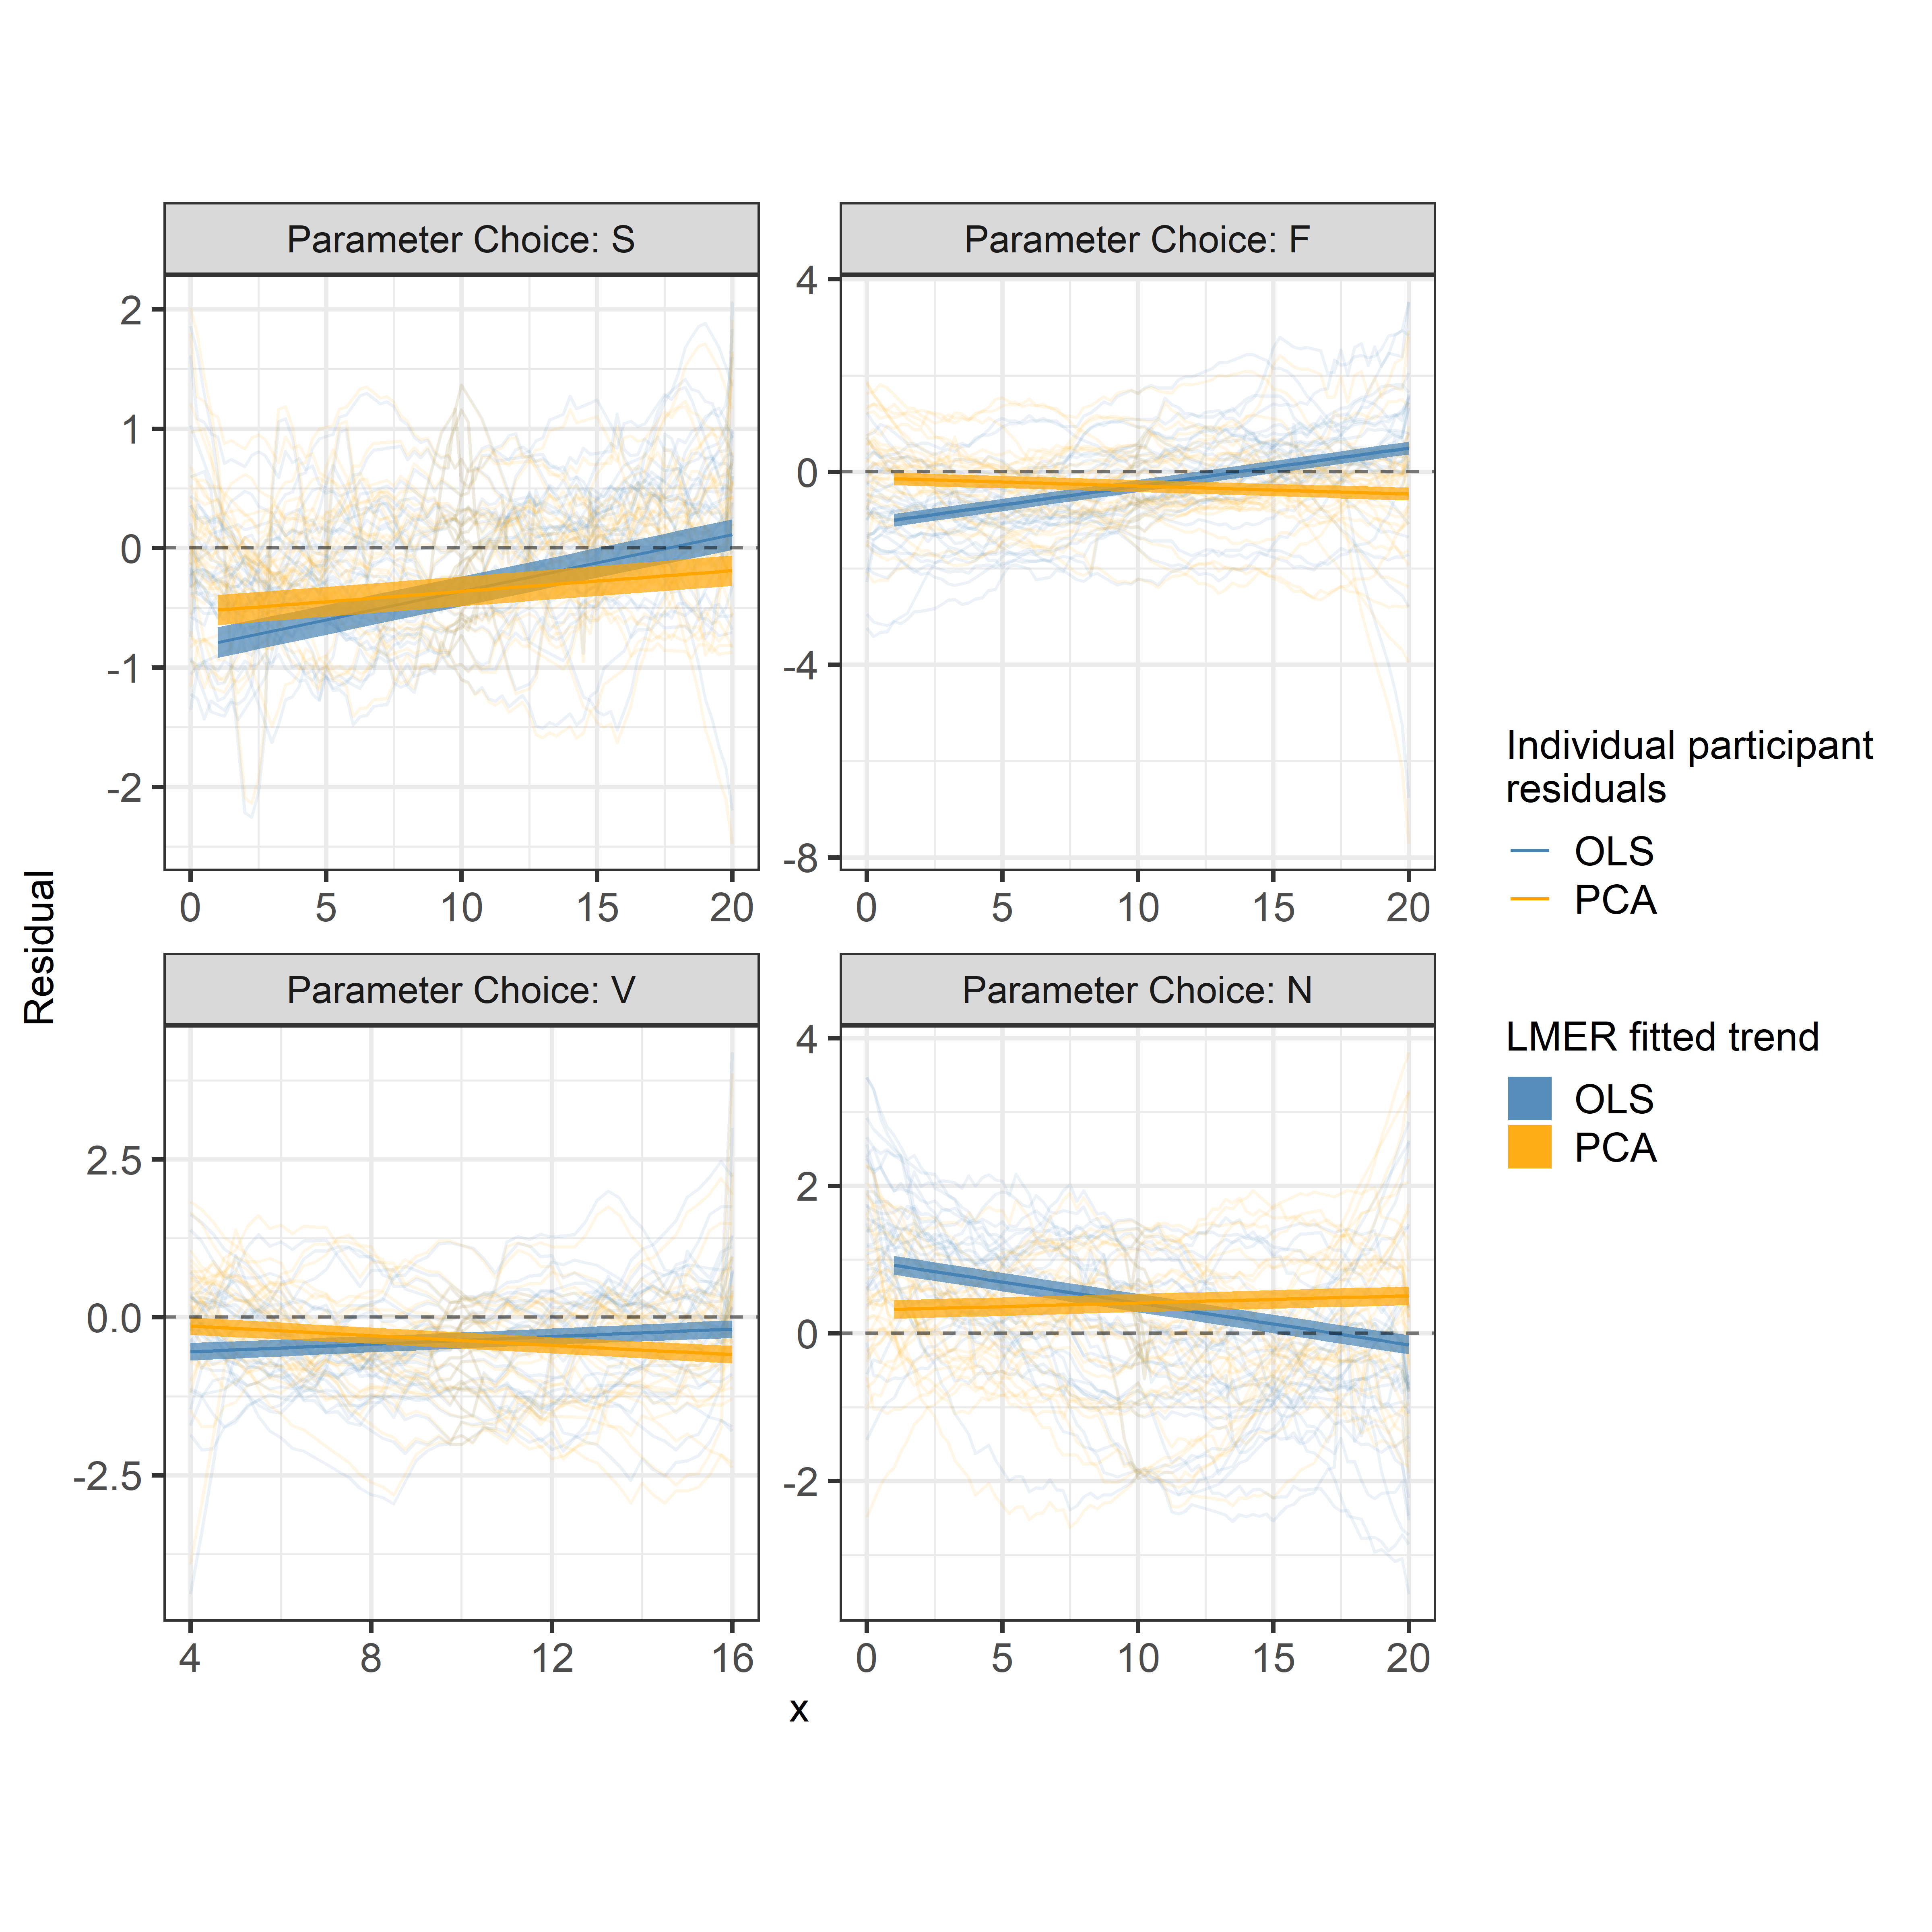 Parameter Choice: S
Parameter Choice: F
2
1
0
-1
-2
0 5 10 15 20
4
0
-4
-8
0 5 10 15 20
Residual
Parameter Choice: V
Parameter Choice: N
2.5
0.0
-2.5
4 8 12 16
4
2
0
-2
0 5 10 15 20
x
Individual participant
residuals
OLS
PCA
LMER fitted trend
OLS
PCA